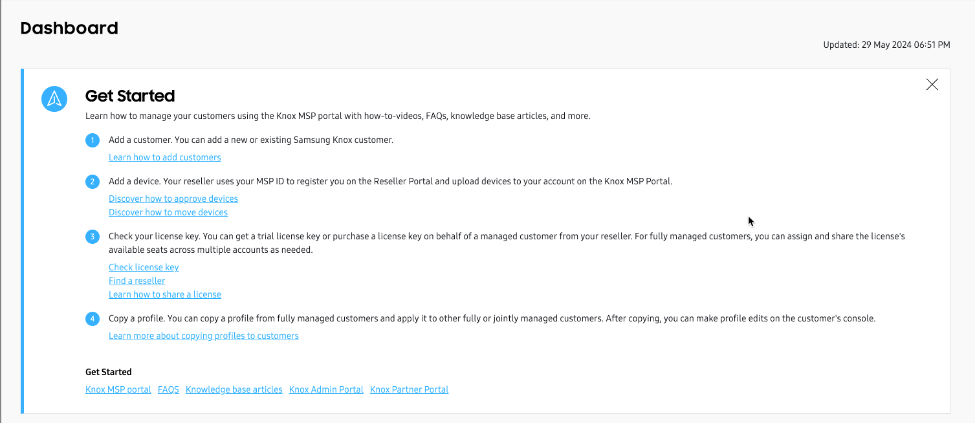 Dashboard
Updated: 29 May 2024 06:51 PM
Get Started
Learn how to manage your customers using the Knox MSP portal with how-to-videos, FAQs, knowledge base articles, and more.
1 Add a customer. You can add a new or existing Samsung Knox customer.
Learn how to add customers
2 Add a device. Your reseller uses your MSP ID to register you on the Reseller Portal and upload devices to your account on the Knox MSP Portal.
Discover how to approve devices
Discover how to move devices
3 Check your license key. You can get a trial license key or purchase a license key on behalf of a managed customer from your reseller. For fully managed customers, you can assign and share the license's
available seats across multiple accounts as needed.
Check license key
Find a reseller
Learn how to share a license
4 Copy a profile. You can copy a profile from fully managed customers and apply it to other fully or jointly managed customers. After copying, you can make profile edits on the customer's console.
Learn more about copying profiles to customers
Get Started
Knox MSP portal FAQS Knowledge base articles Knox Admin Portal Knox Partner Portal